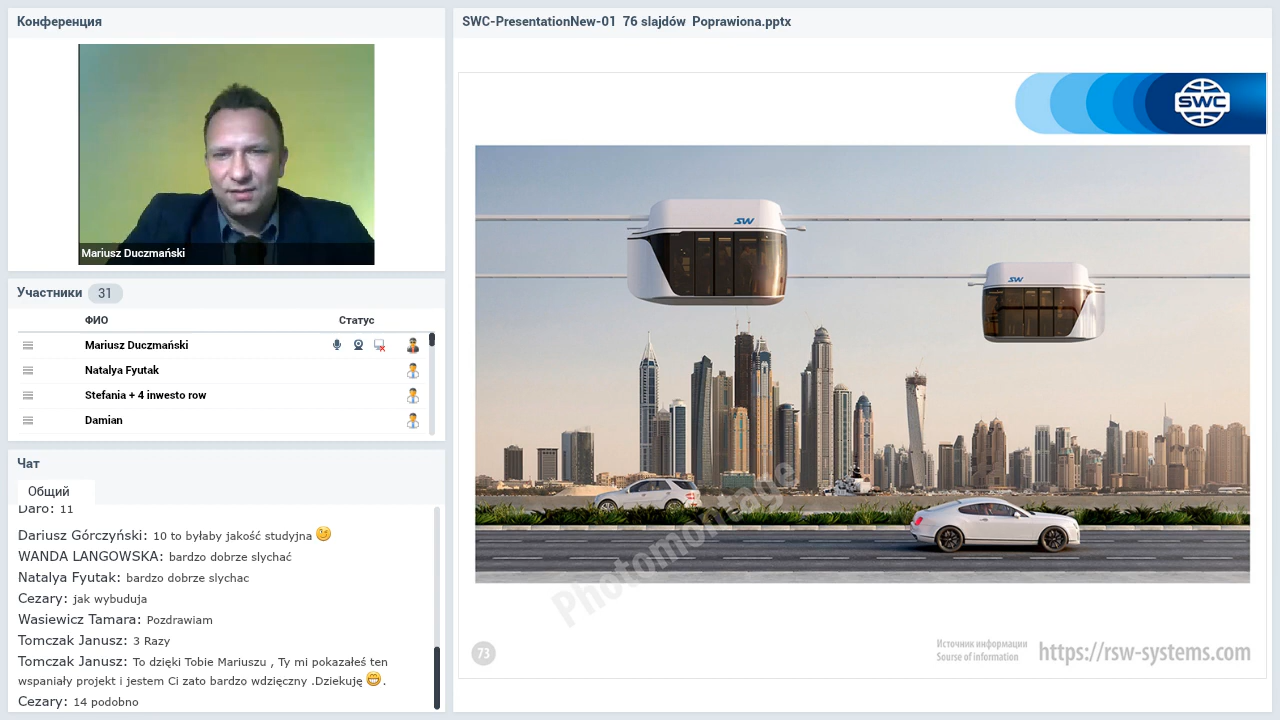 Конференция
Mariusz Duczmański
Участники 31
ФИО Статус
Mariusz Duczmański
Natalya Fyutak
Stefania + 4 inwesto row
Damian
Чат
Общий
Daro: 11
Dariusz Górczyński: 10 to byłaby jakość studyjna
WANDA LANGOWSKA: bardzo dobrze slychać
Natalya Fyutak: bardzo dobrze slychac
Cezary: jak wybuduja
Wasiewicz Tamara: Pozdrawiam
Tomczak Janusz: 3 Razy
Tomczak Janusz: To dzięki Tobie Mariuszu , Ty mi pokazałeś ten
wspaniały projekt i jestem Ci zato bardzo wdzięczny .Dziekuję 😁.
Cezary: 14 podobno
SWC-PresentationNew-01 76 slajdów Poprawiona.pptx
SWC
SW
SW
Photomontage
73
Источник информации
Sourse of information
https://rsw-systems.com